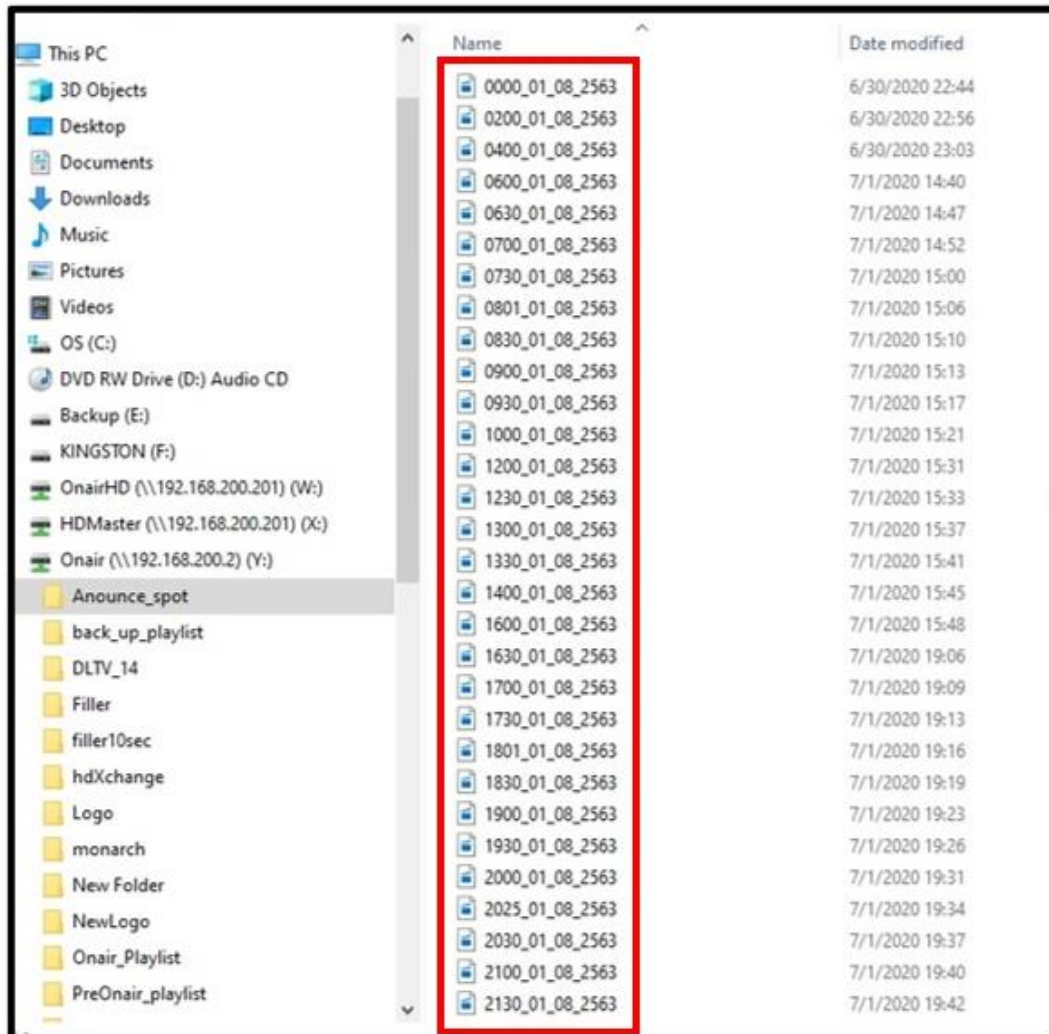 This PC
3D Objects
Desktop
Documents
Downloads
Music
Pictures
Videos
OS (C:)
DVD RW Drive (D:) Audio CD
Backup (E:)
KINGSTON (F:)
OnairHD (\\192.168.200.201) (W:)
HDMaster (\\192.168.200.201) (X:)
Onair (\\192.168.200.2) (Y:)
Anounce_spot
back_up_playlist
DLTV_14
Filler
filler10sec
hdXchange
Logo
monarch
New Folder
NewLogo
Onair_Playlist
PreOnair_playlist
Name Date modified
0000_01_08_2563 6/30/2020 22:44
0200_01_08_2563 6/30/2020 22:56
0400_01_08_2563 6/30/2020 23:03
0600_01_08_2563 7/1/2020 14:40
0630_01_08_2563 7/1/2020 14:47
0700_01_08_2563 7/1/2020 14:52
0730_01_08_2563 7/1/2020 15:00
0801_01_08_2563 7/1/2020 15:06
0830_01_08_2563 7/1/2020 15:10
0900_01_08_2563 7/1/2020 15:13
0930_01_08_2563 7/1/2020 15:17
1000_01_08_2563 7/1/2020 15:21
1200_01_08_2563 7/1/2020 15:31
1230_01_08_2563 7/1/2020 15:33
1300_01_08_2563 7/1/2020 15:37
1330_01_08_2563 7/1/2020 15:41
1400_01_08_2563 7/1/2020 15:45
1600_01_08_2563 7/1/2020 15:48
1630_01_08_2563 7/1/2020 19:06
1700_01_08_2563 7/1/2020 19:09
1730_01_08_2563 7/1/2020 19:13
1801_01_08_2563 7/1/2020 19:16
1830_01_08_2563 7/1/2020 19:19
1900_01_08_2563 7/1/2020 19:23
1930_01_08_2563 7/1/2020 19:26
2000_01_08_2563 7/1/2020 19:31
2025_01_08_2563 7/1/2020 19:34
2030_01_08_2563 7/1/2020 19:37
2100_01_08_2563 7/1/2020 19:40
2130_01_08_2563 7/1/2020 19:42